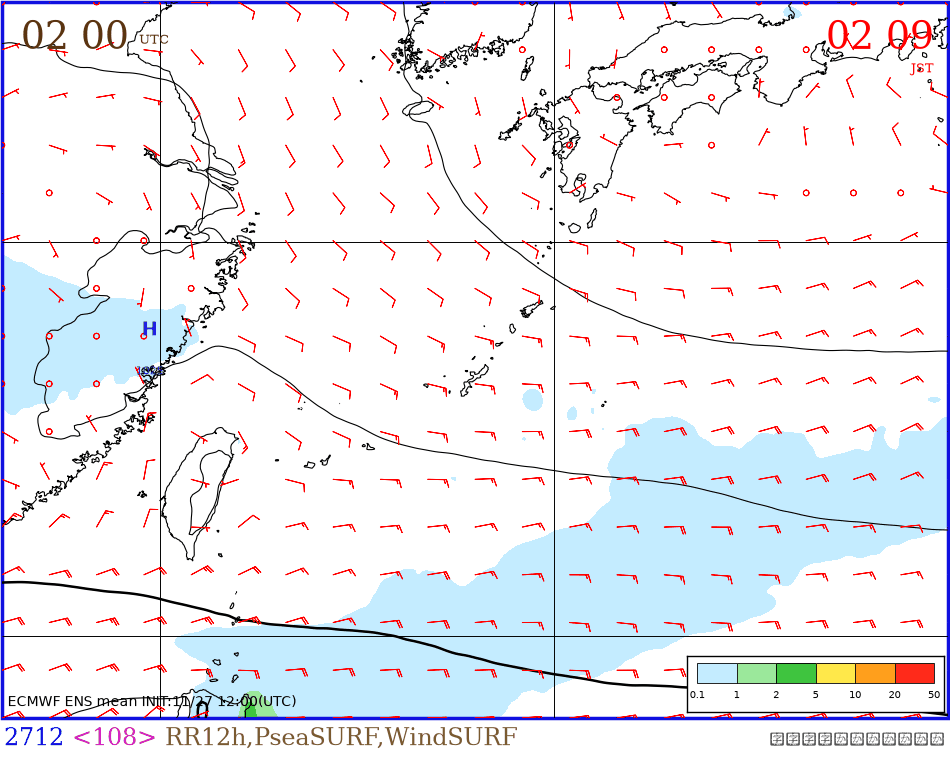 02 00 UTC
02 09 JST
H
ECMWF ENS mean INIT:11/27 12:00(UTC)
0.1 1 2 5 10 20 50
2712 <108> RR12h,PseaSURF,WindSURF